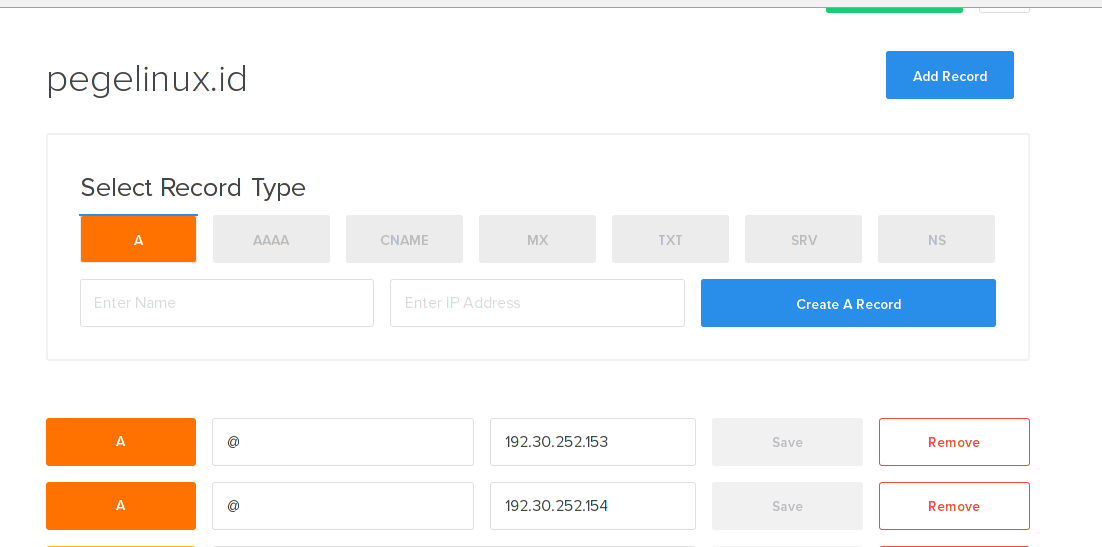 pegelinux.id
Add Record
Select Record Type
A AAAA CNAME MX TXT SRV NS
Enter Name Enter IP Address Create A Record
A @ 192.30.252.153 Save Remove
A @ 192.30.252.154 Save Remove